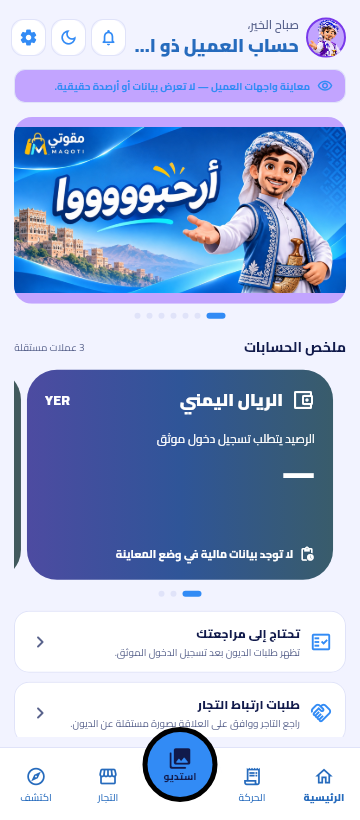 صباح الخير،
حساب العميل ذو ا...
معاينة واجهات العميل — لا تعرض بيانات أو أرصدة حقيقية.
مقوتي
MAQOTI
أرحبوووووا
ملخص الحسابات
3 عملات مستقلة
الريال اليمني
YER
الرصيد يتطلب تسجيل دخول موثق
—
لا توجد بيانات مالية في وضع المعاينة
تحتاج إلى مراجعتك
تظهر طلبات الديون بعد تسجيل الدخول الموثق.
طلبات ارتباط التجار
راجع التاجر ووافق على العلاقة بصورة مستقلة عن الديون.
الرئيسية
الحركة
استديو
التجار
اكتشف